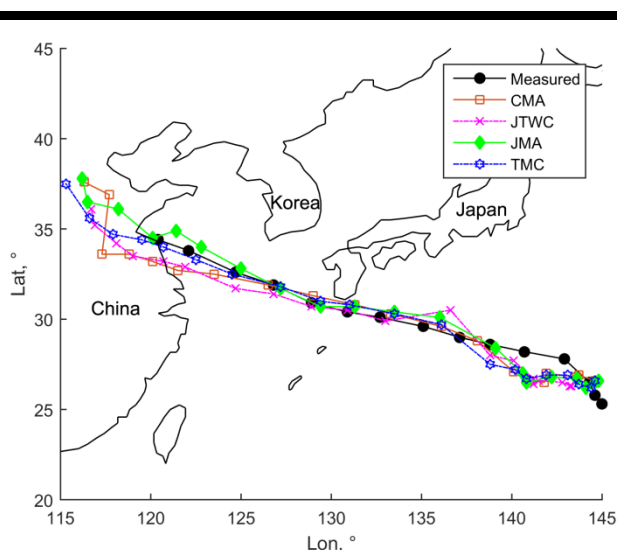 45
40
35
30
25
20
115
120
125
130
135
140
145
Lat, °
Lon, °
Measured
CMA
JTWC
JMA
TMC
Korea
Japan
China